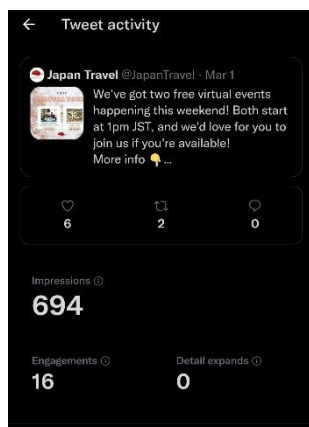 Tweet activity
Japan Travel @JapanTravel · Mar 1
We've got two free virtual events
happening this weekend! Both start
at 1pm JST, and we'd love for you to
join us if you're available!
More info 👇...
6 2 0
Impressions
694
Engagements Detail expands
16 0